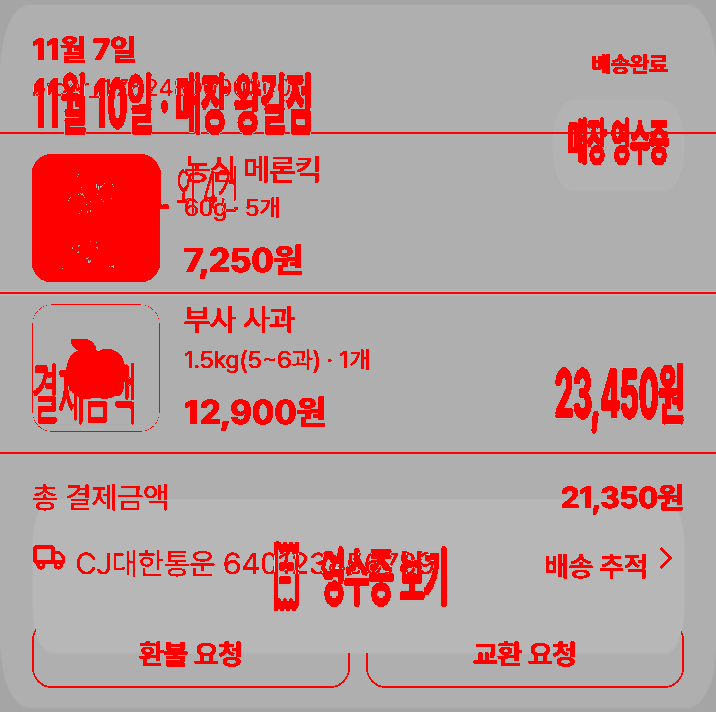 11월 7일
배송완료
11월 10일 · 매장 왕길점
매장 영수증
농심 메론킥
60g · 5개
7,250원
부사 사과
1.5kg(5~6과) · 1개
12,900원
결제금액
23,450원
총 결제금액
21,350원
CJ대한통운
배송 추적
영수증 보기
환불 요청
교환 요청